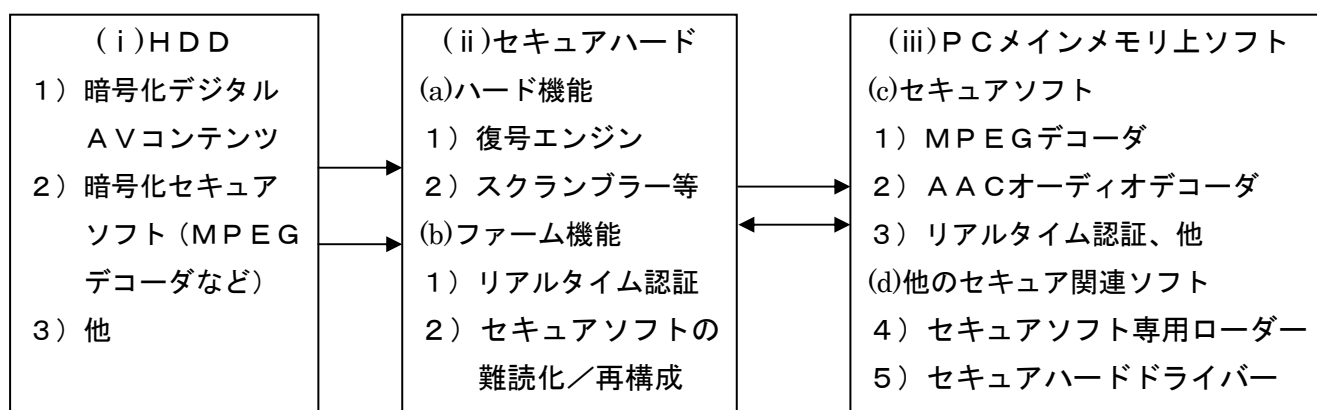 (ⅰ)ＨＤＤ
１）暗号化デジタル
ＡＶコンテンツ
２）暗号化セキュア
ソフト（ＭＰＥＧ
デコーダなど）
３）他
(ⅱ)セキュアハード
(a)ハード機能
１）復号エンジン
２）スクランブラー等
(b)ファーム機能
１）リアルタイム認証
２）セキュアソフトの
難読化／再構成
(ⅲ)ＰＣメインメモリ上ソフト
(c)セキュアソフト
１）ＭＰＥＧデコーダ
２）ＡＡＣオーディオデコーダ
３）リアルタイム認証、他
(d)他のセキュア関連ソフト
４）セキュアソフト専用ローダー
５）セキュアハードドライバー